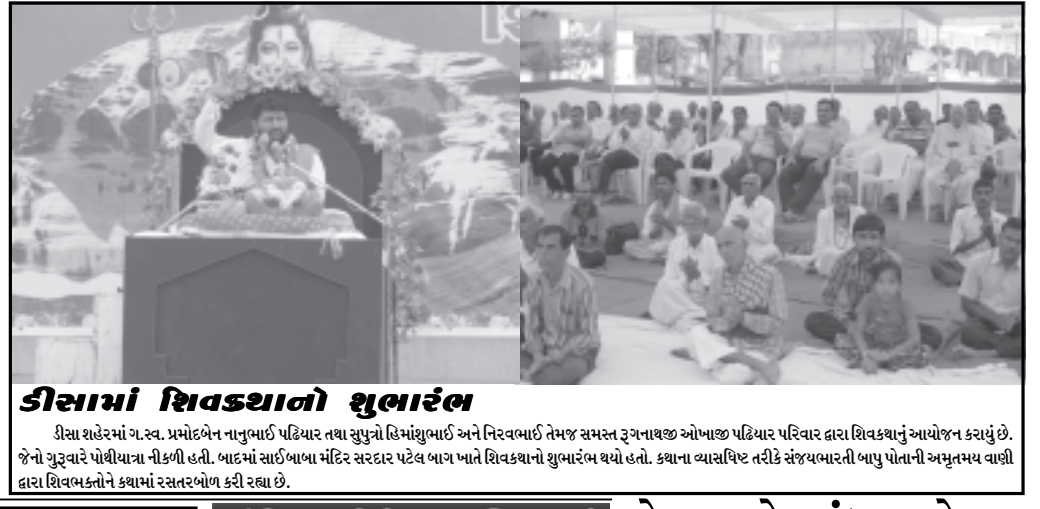 ડીસામાં શિવકથાનો શુભારંભ
ડીસા શહેરમાં ગ.સ્વ. પ્રમોદબેન નાનુભાઈ પઢિયાર તથા સુપુત્રો હિમાંશુભાઈ અને નિરવભાઈ તેમજ સમસ્ત રૂગનાથજી ઓખાજી પઢિયાર પરિવાર દ્વારા શિવકથાનું આયોજન કરાયું છે.
જેનો ગુરૂવારે પોથીયાત્રા નીકળી હતી. બાદમાં સાઈબાબા મંદિર સરદાર પટેલ બાગ ખાતે શિવકથાનો શુભારંભ થયો હતો. કથાના વ્યાસધિષ્ટ તરીકે સંજયભારતી બાપુ પોતાની અમૃતમય વાણી
દ્વારા શિવભક્તોને કથામાં રસતરબોળ કરી રહ્યા છે.